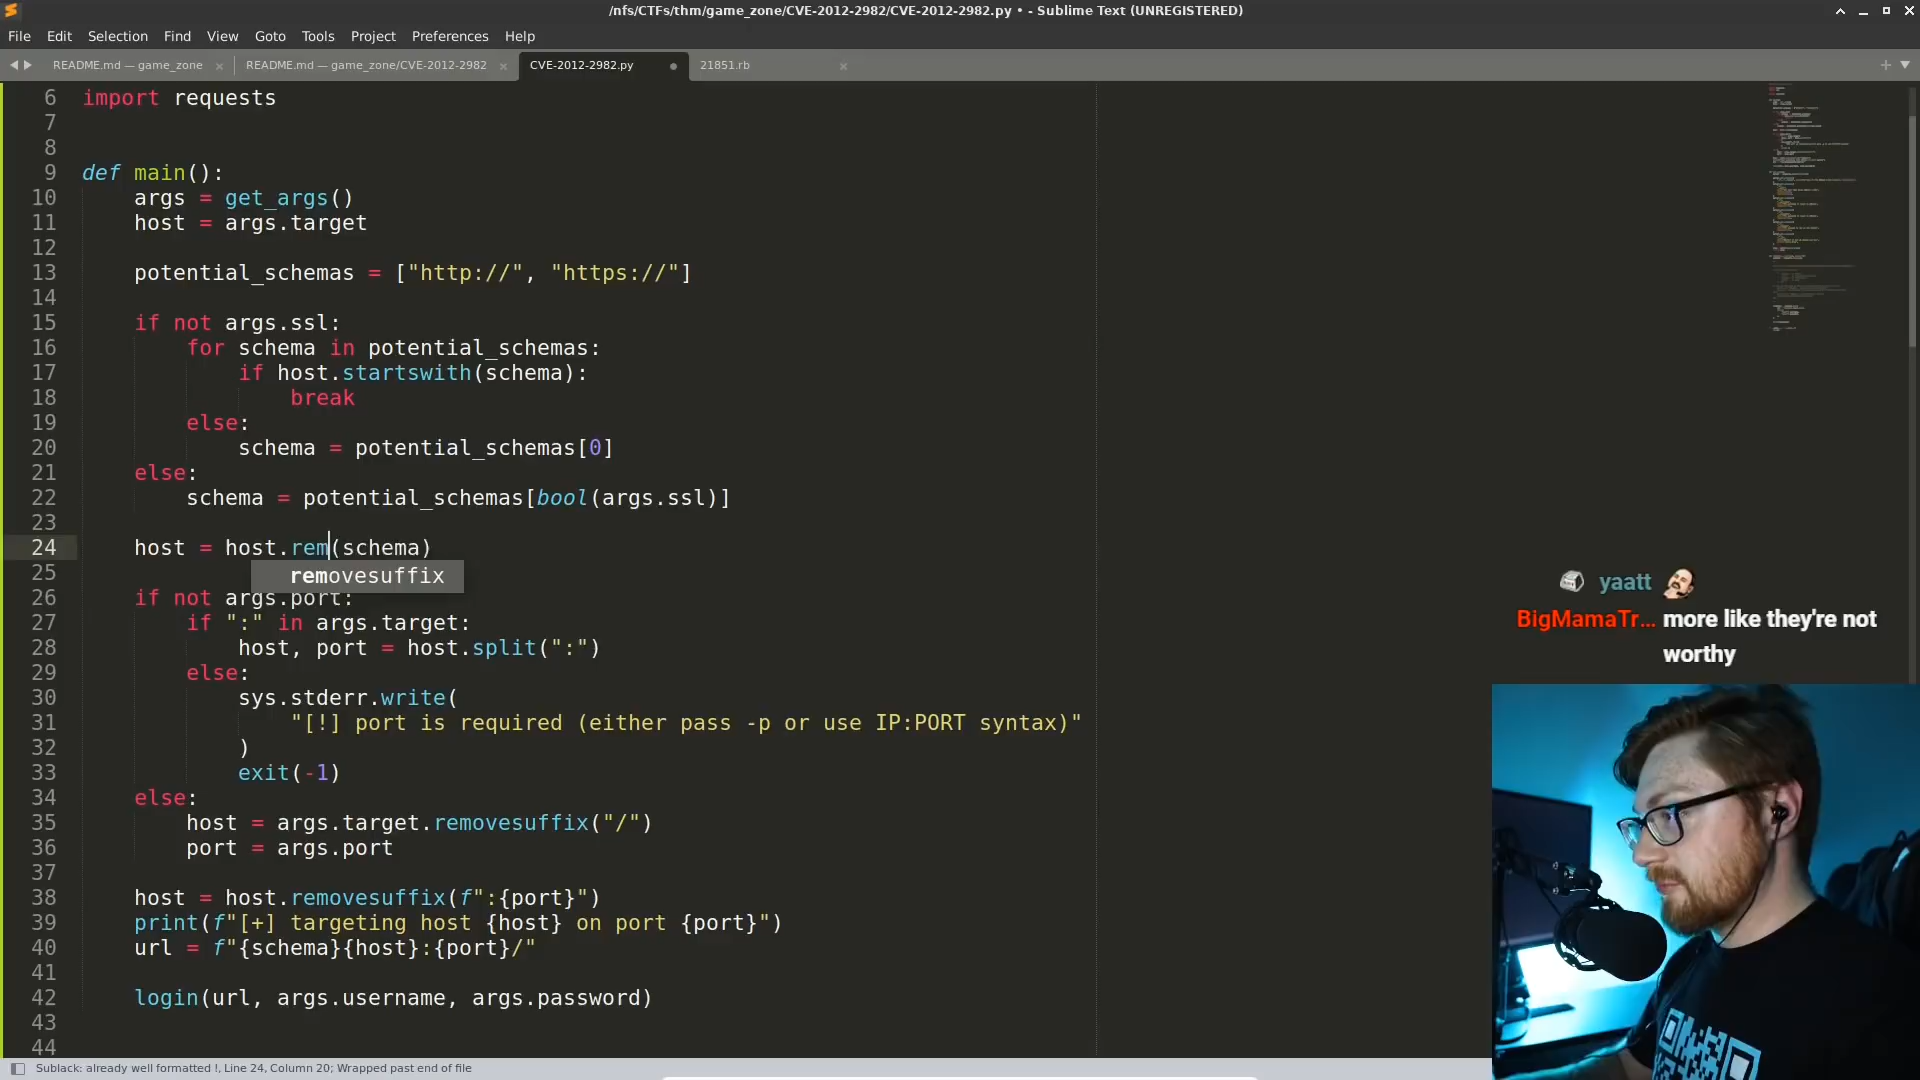 /nfs/CTFs/thm/game_zone/CVE-2012-2982/CVE-2012-2982.py • - Sublime Text (UNREGISTERED)
File Edit Selection Find View Goto Tools Project Preferences Help
README.md — game_zone README.md — game_zone/CVE-2012-2982 CVE-2012-2982.py 21851.rb
6 import requests
7
8
9 def main():
10 args = get_args()
11 host = args.target
12
13 potential_schemas = ["http://", "https://"]
14
15 if not args.ssl:
16 for schema in potential_schemas:
17 if host.startswith(schema):
18 break
19 else:
20 schema = potential_schemas[0]
21 else:
22 schema = potential_schemas[bool(args.ssl)]
23
24 host = host.rem(schema)
removesuffix
25
26 if not args.port:
27 if ":" in args.target:
28 host, port = host.split(":")
29 else:
30 sys.stderr.write(
31 "[!] port is required (either pass -p or use IP:PORT syntax)"
32 )
33 exit(-1)
34 else:
35 host = args.target.removesuffix("/")
36 port = args.port
37
38 host = host.removesuffix(f":{port}")
39 print(f"[+] targeting host {host} on port {port}")
40 url = f"{schema}{host}:{port}/"
41
42 login(url, args.username, args.password)
43
44
yaatt
BigMamaTr... more like they're not
worthy
Sublack: already well formatted !, Line 24, Column 20; Wrapped past end of file